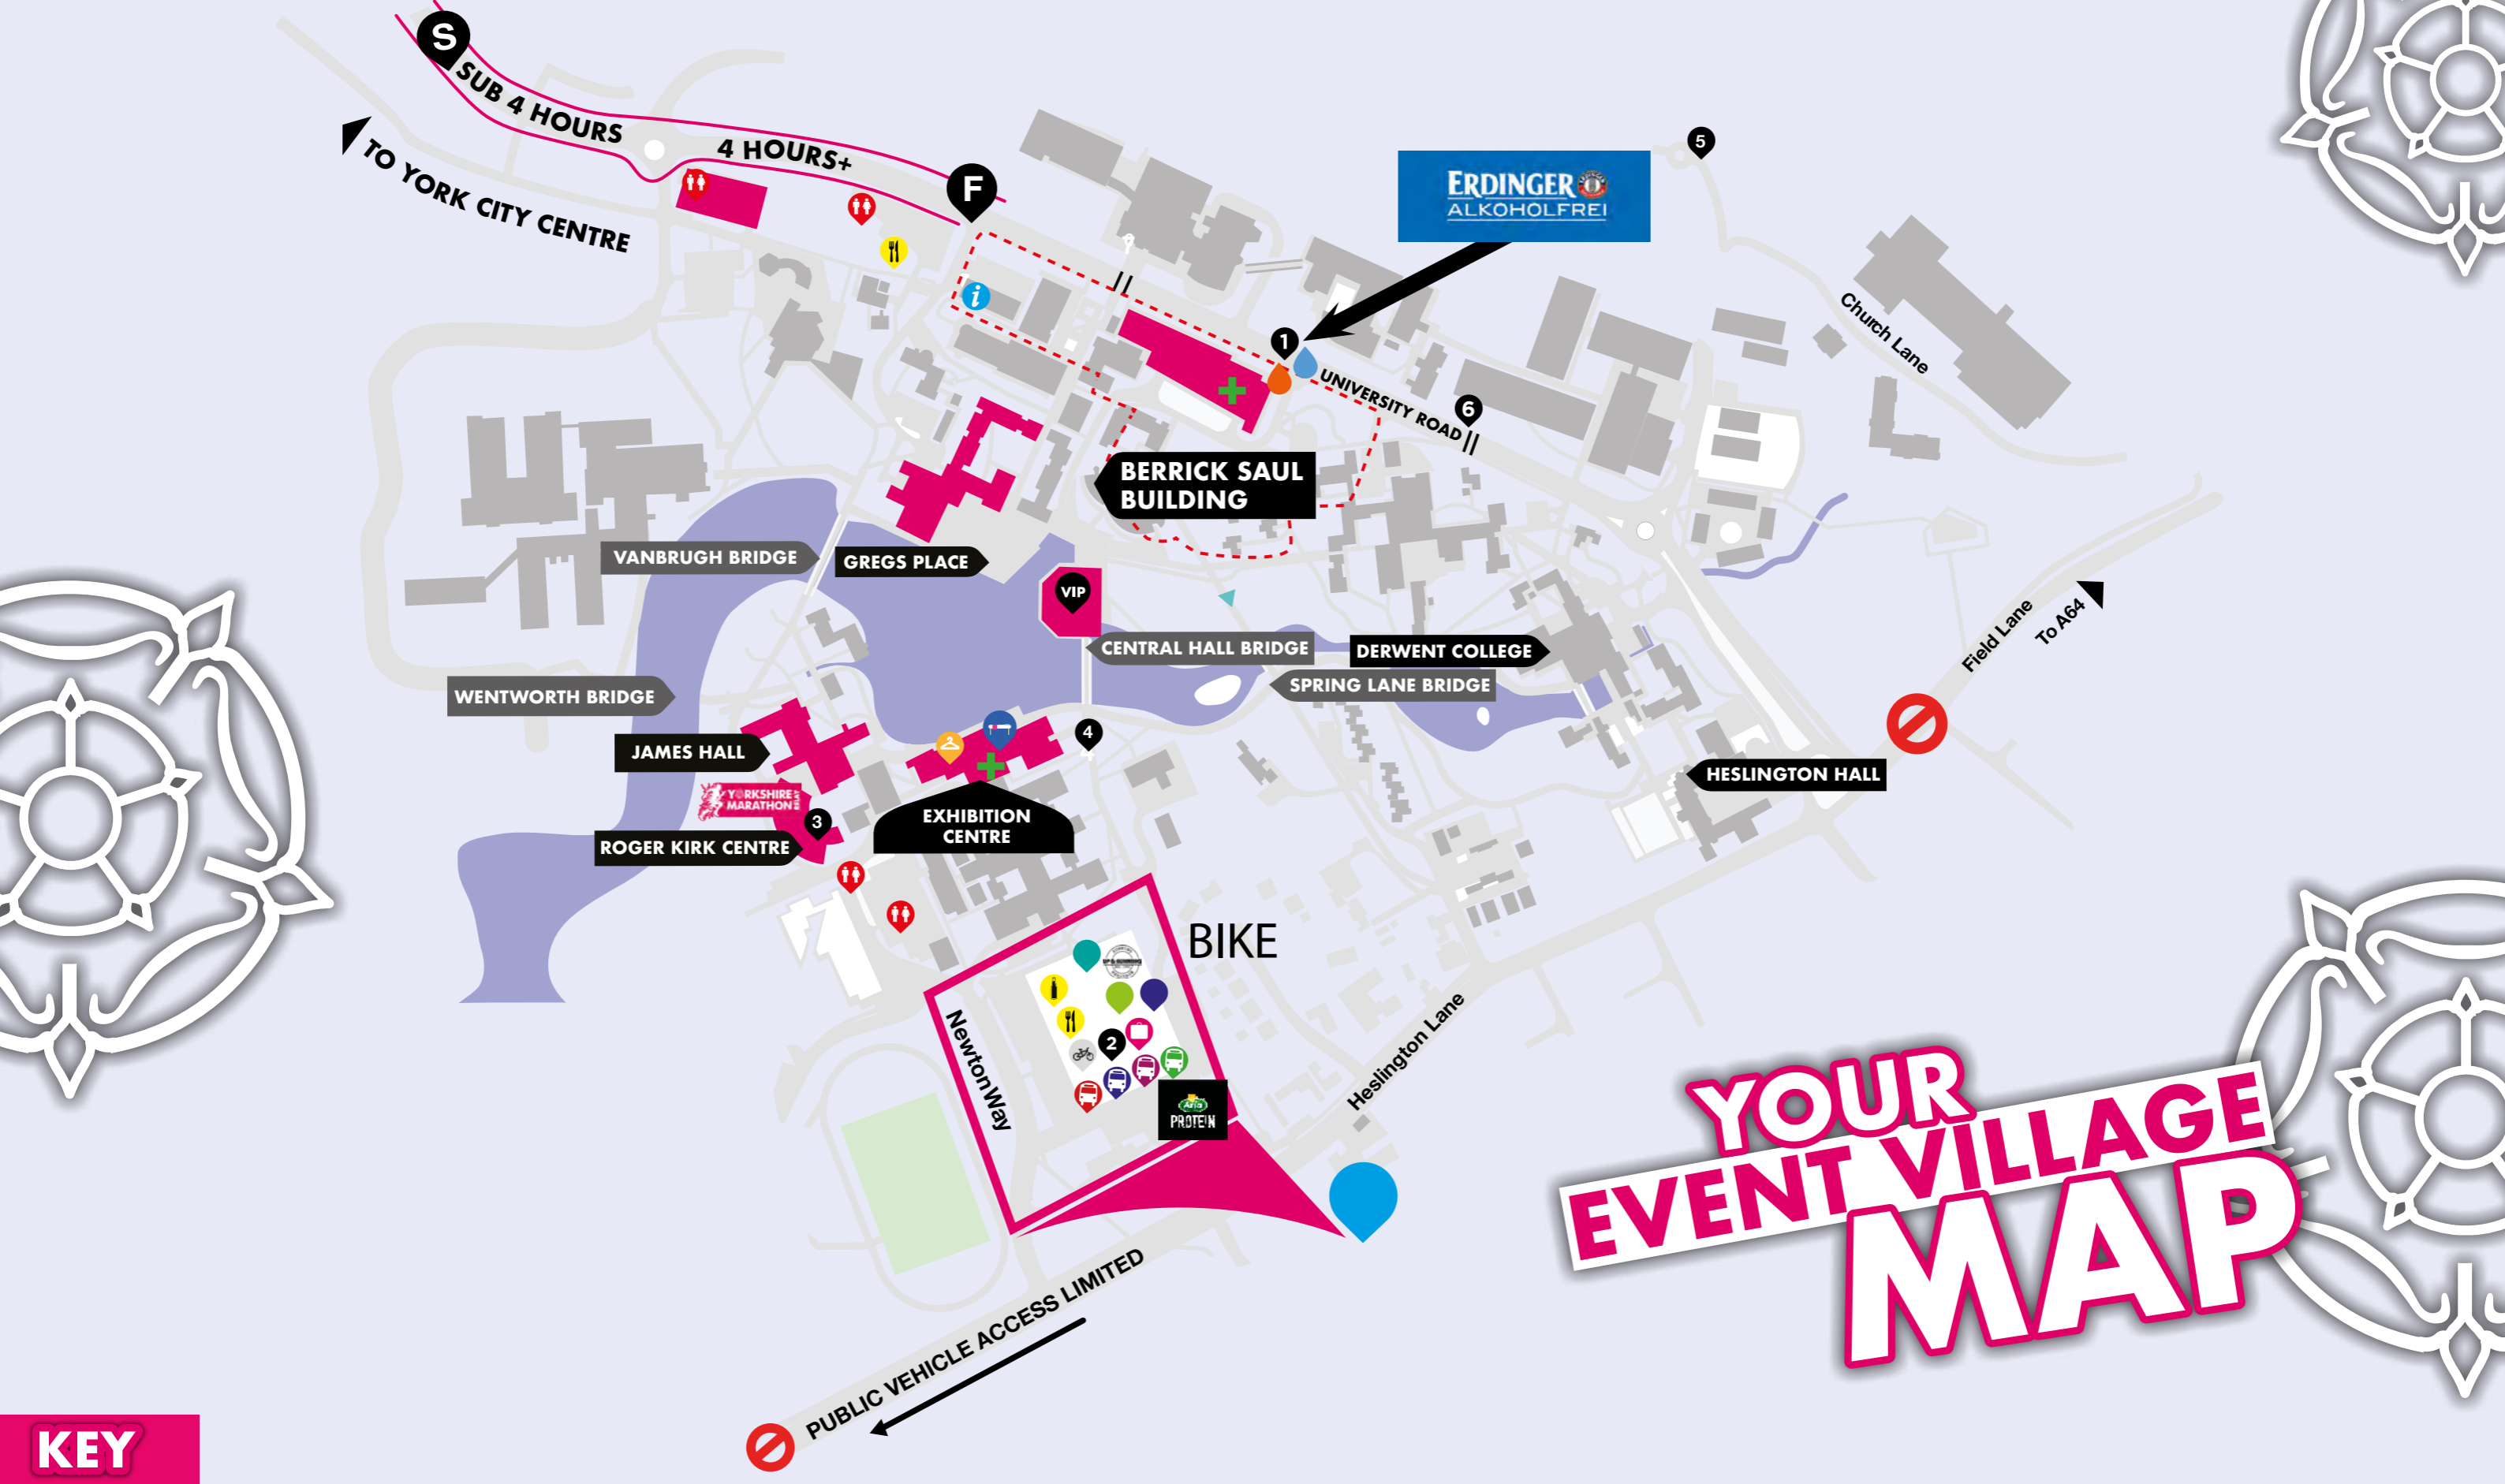 S
SUB 4 HOURS
4 HOURS+
TO YORK CITY CENTRE
F
i
ERDINGER
ALKOHOLFREI
5
Church Lane
1
UNIVERSITY ROAD
6
BERRICK SAUL
BUILDING
VANBRUGH BRIDGE
GREGS PLACE
VIP
CENTRAL HALL BRIDGE
DERWENT COLLEGE
SPRING LANE BRIDGE
Field Lane
To A64
WENTWORTH BRIDGE
JAMES HALL
4
HESLINGTON HALL
YORKSHIRE
MARATHON
RELAY
3
ROGER KIRK CENTRE
EXHIBITION
CENTRE
BIKE
NewtonWay
2
Arla
PROTEIN
Heslington Lane
PUBLIC VEHICLE ACCESS LIMITED
YOUR
EVENT VILLAGE
MAP
KEY